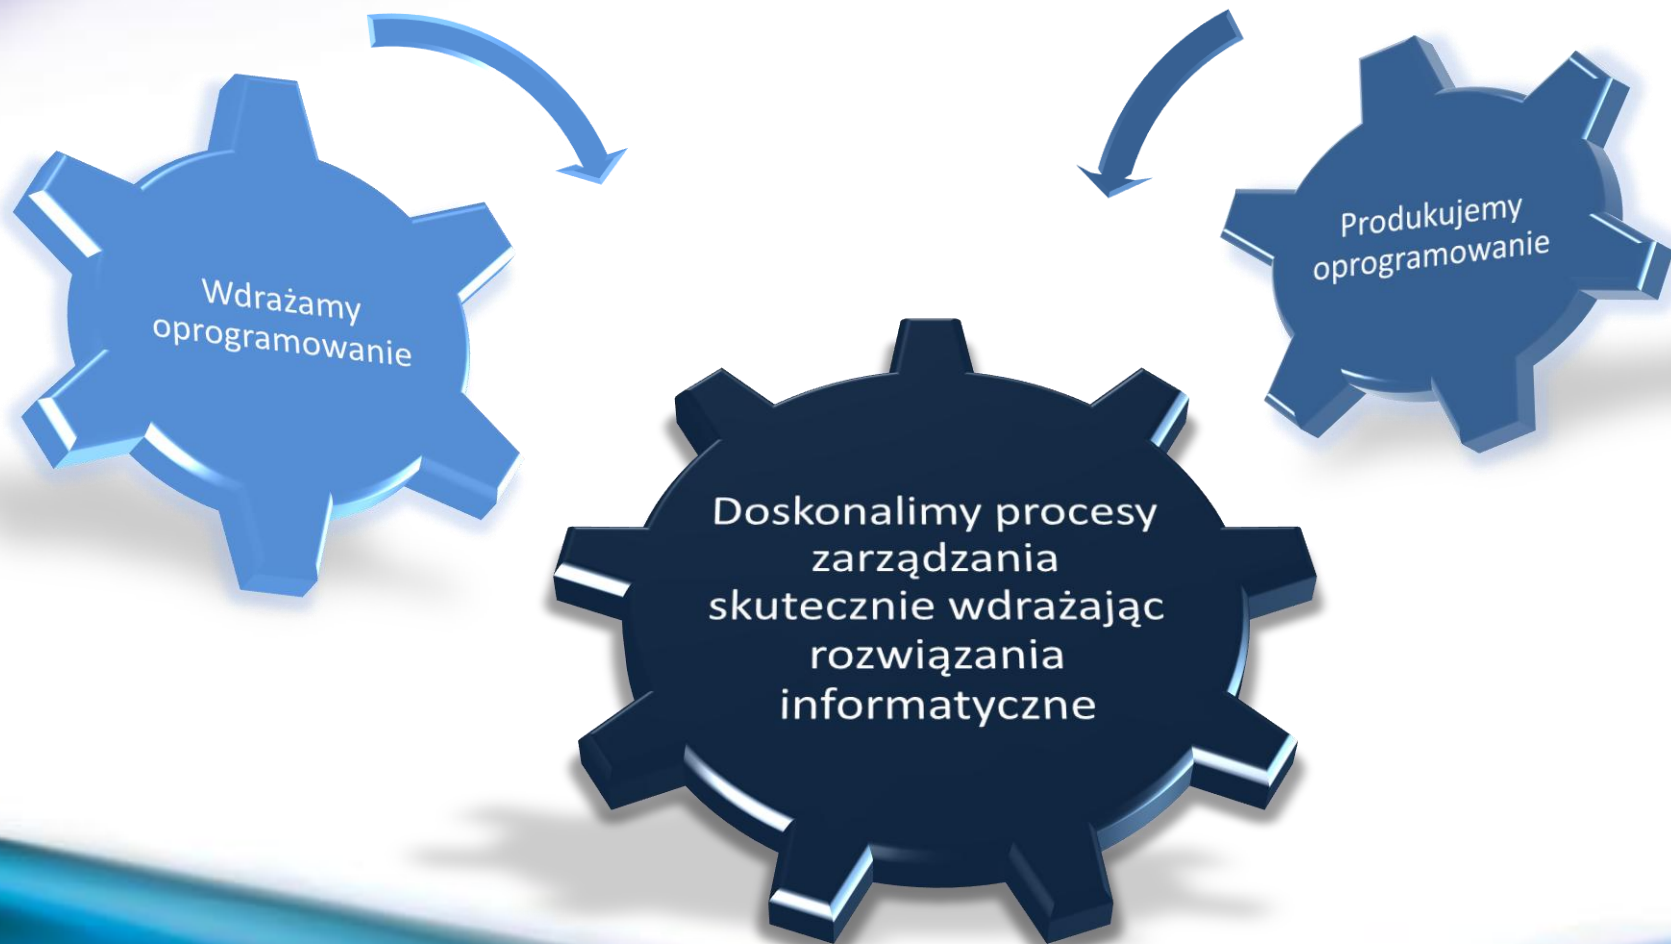 Wdrażamy
oprogramowanie
Produkujemy
oprogramowanie
Doskonalimy procesy
zarządzania
skutecznie wdrażając
rozwiązania
informatyczne